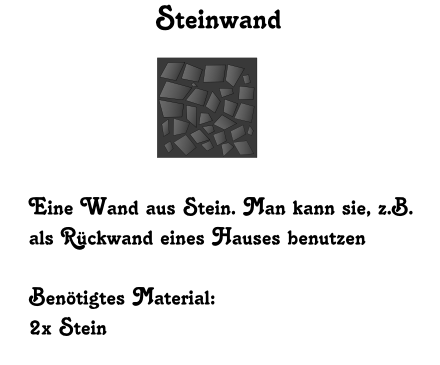 Steinwand
Eine Wand aus Stein. Man kann sie, z.B.
als Rückwand eines Hauses benutzen
Benötigtes Material:
2x Stein